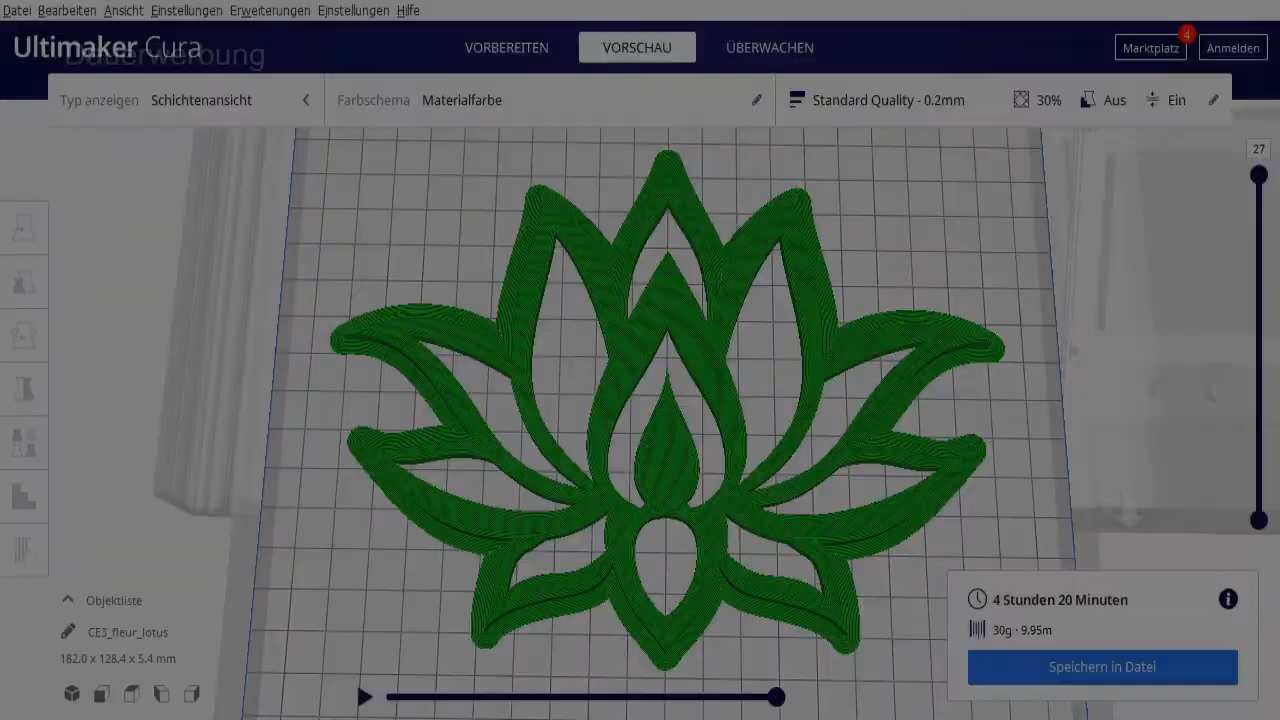 Datei Bearbeiten Ansicht Einstellungen Erweiterungen Einstellungen Hilfe
Ultimaker Cura
Dauerwerbung
VORBEREITEN VORSCHAU ÜBERWACHEN
Marktplatz 4 Anmelden
Typ anzeigen Schichtenansicht
Farbschema Materialfarbe
Standard Quality - 0.2mm 30% Aus Ein
27
Objektliste
CE3_fleur_lotus
182.0 x 128.4 x 5.4 mm
4 Stunden 20 Minuten
30g · 9.95m
Speichern in Datei